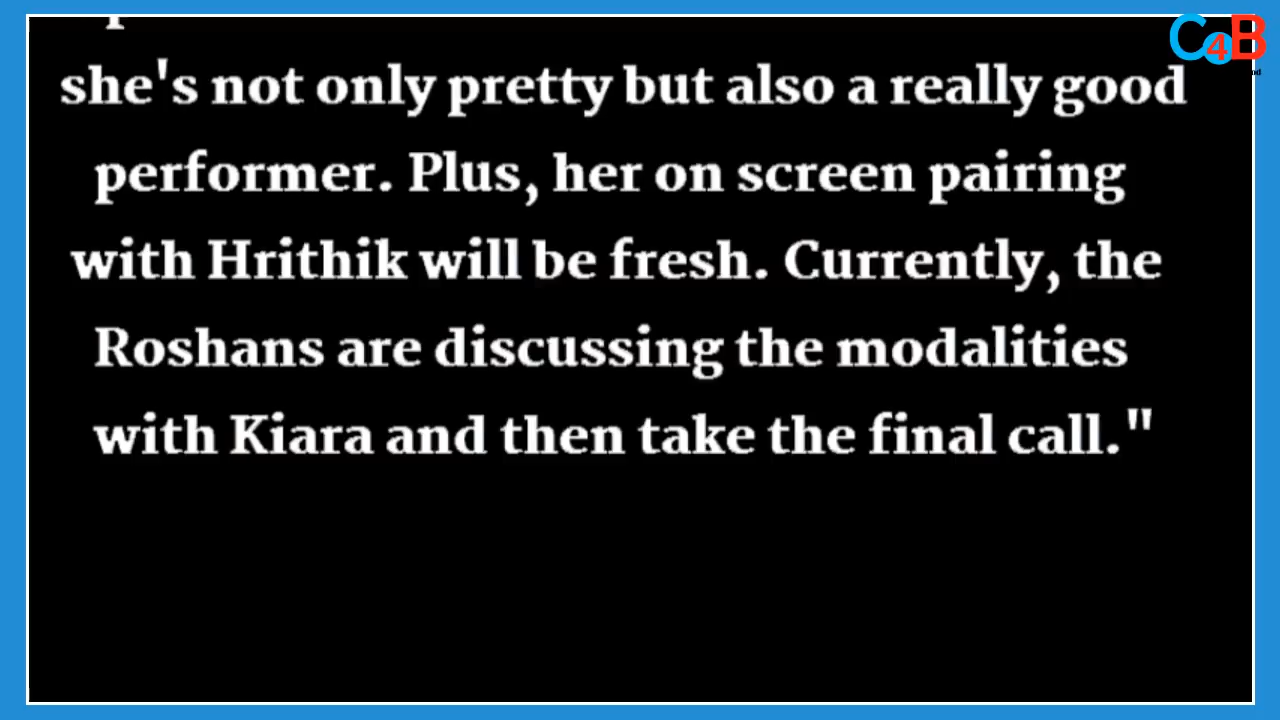 C4B
she's not only pretty but also a really good
performer. Plus, her on screen pairing
with Hrithik will be fresh. Currently, the
Roshans are discussing the modalities
with Kiara and then take the final call."